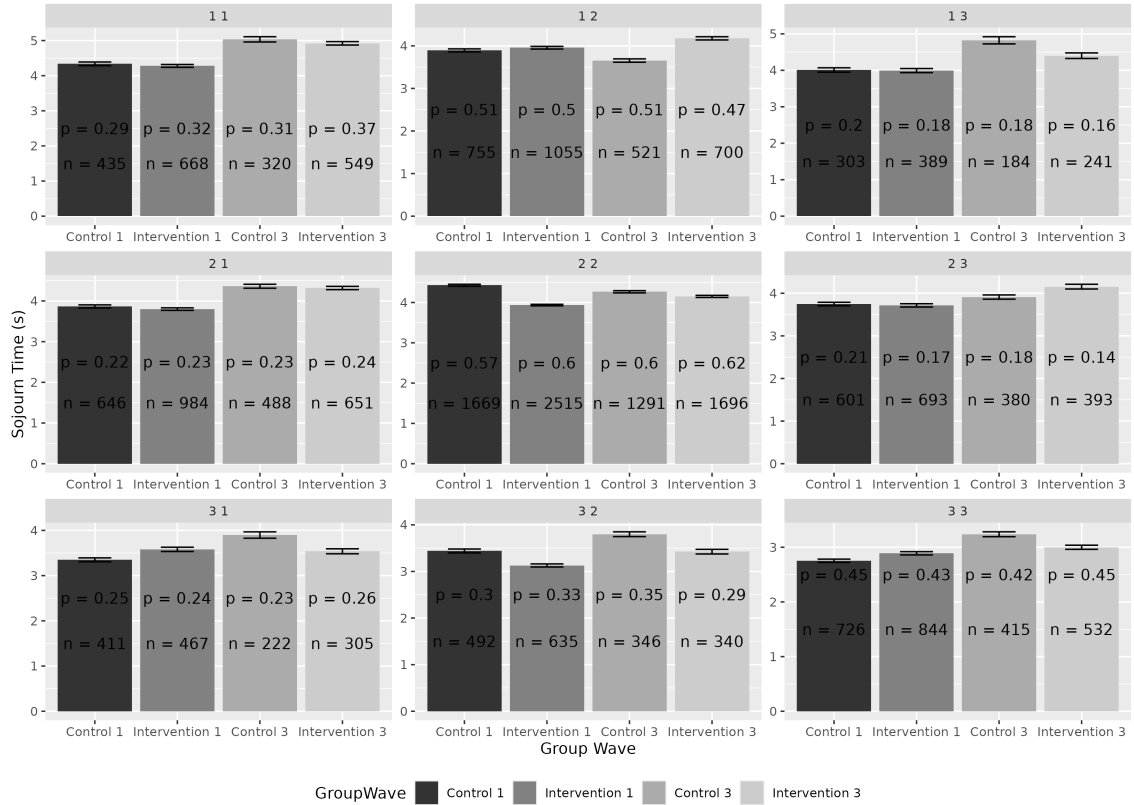 1 1
1 2
1 3
5
4
3
2
1
0
p = 0.29 p = 0.32 p = 0.31 p = 0.37
n = 435 n = 668 n = 320 n = 549
Control 1 Intervention 1 Control 3 Intervention 3
4
3
2
1
0
p = 0.51 p = 0.5 p = 0.51 p = 0.47
n = 755 n = 1055 n = 521 n = 700
Control 1 Intervention 1 Control 3 Intervention 3
5
4
3
2
1
0
p = 0.2 p = 0.18 p = 0.18 p = 0.16
n = 303 n = 389 n = 184 n = 241
Control 1 Intervention 1 Control 3 Intervention 3
Sojourn Time (s)
2 1
2 2
2 3
4
3
2
1
0
p = 0.22 p = 0.23 p = 0.23 p = 0.24
n = 646 n = 984 n = 488 n = 651
Control 1 Intervention 1 Control 3 Intervention 3
4
3
2
1
0
p = 0.57 p = 0.6 p = 0.6 p = 0.62
n = 1669 n = 2515 n = 1291 n = 1696
Control 1 Intervention 1 Control 3 Intervention 3
4
3
2
1
0
p = 0.21 p = 0.17 p = 0.18 p = 0.14
n = 601 n = 693 n = 380 n = 393
Control 1 Intervention 1 Control 3 Intervention 3
3 1
3 2
3 3
4
3
2
1
0
p = 0.25 p = 0.24 p = 0.23 p = 0.26
n = 411 n = 467 n = 222 n = 305
Control 1 Intervention 1 Control 3 Intervention 3
4
3
2
1
0
p = 0.3 p = 0.33 p = 0.35 p = 0.29
n = 492 n = 635 n = 346 n = 340
Control 1 Intervention 1 Control 3 Intervention 3
3
2
1
0
p = 0.45 p = 0.43 p = 0.42 p = 0.45
n = 726 n = 844 n = 415 n = 532
Control 1 Intervention 1 Control 3 Intervention 3
Group Wave
GroupWave Control 1 Intervention 1 Control 3 Intervention 3